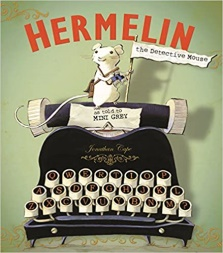 HERMELIN
the Detective Mouse
as told to
MINI GREY
Jonathan Cape